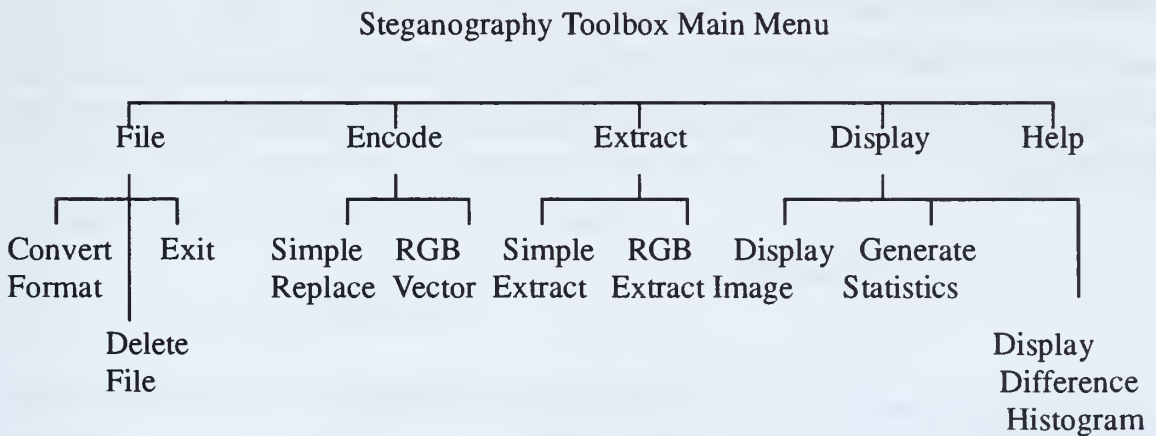 Steganography Toolbox Main Menu
File Encode Extract Display Help
Convert Exit Simple RGB Simple RGB Display Generate
Format Replace Vector Extract Extract Image Statistics
Delete Display
File Difference
Histogram